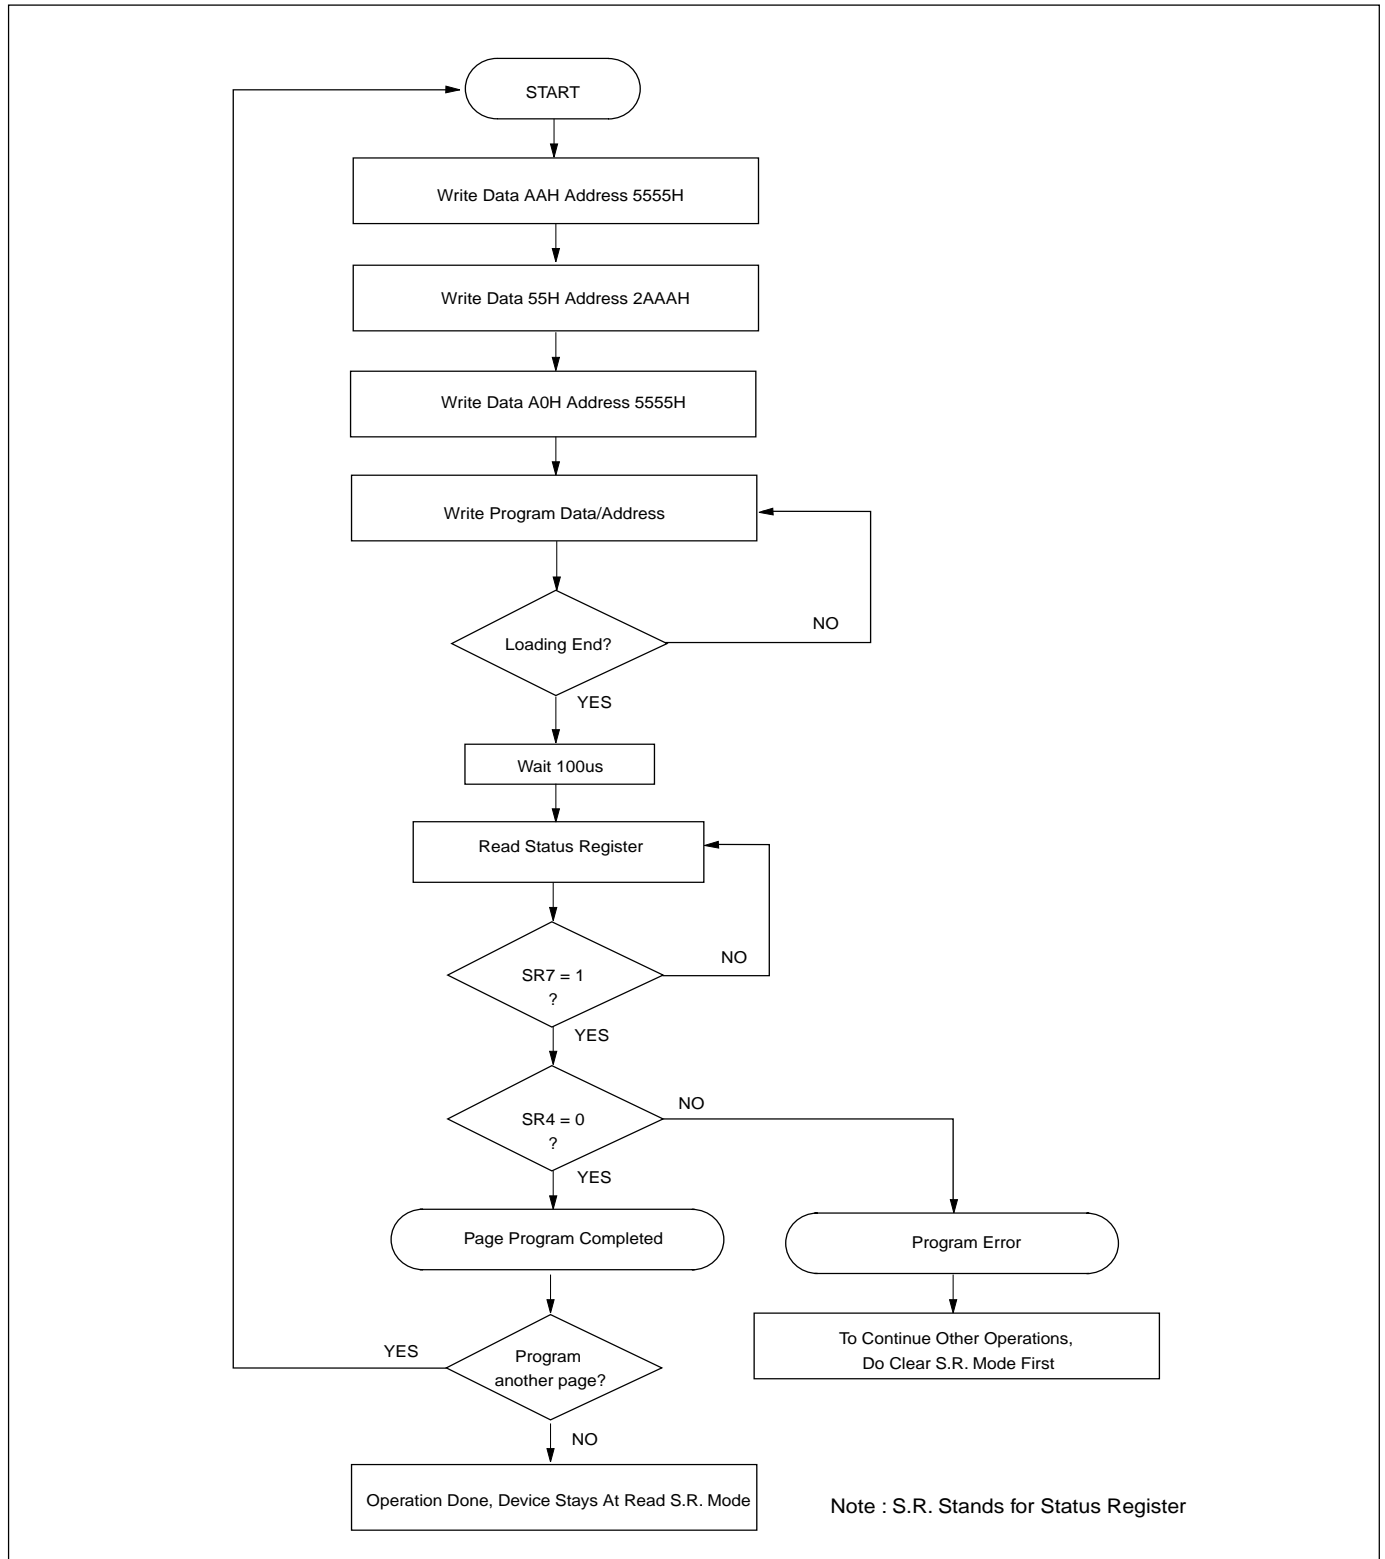 START
Write Data AAH Address 5555H
Write Data 55H Address 2AAAH
Write Data A0H Address 5555H
Write Program Data/Address
NO
Loading End?
YES
Wait 100us
Read Status Register
NO
SR7 = 1
?
YES
NO
SR4 = 0
?
YES
Page Program Completed
Program Error
To Continue Other Operations,
Do Clear S.R. Mode First
YES
Program
another page?
NO
Operation Done, Device Stays At Read S.R. Mode
Note : S.R. Stands for Status Register